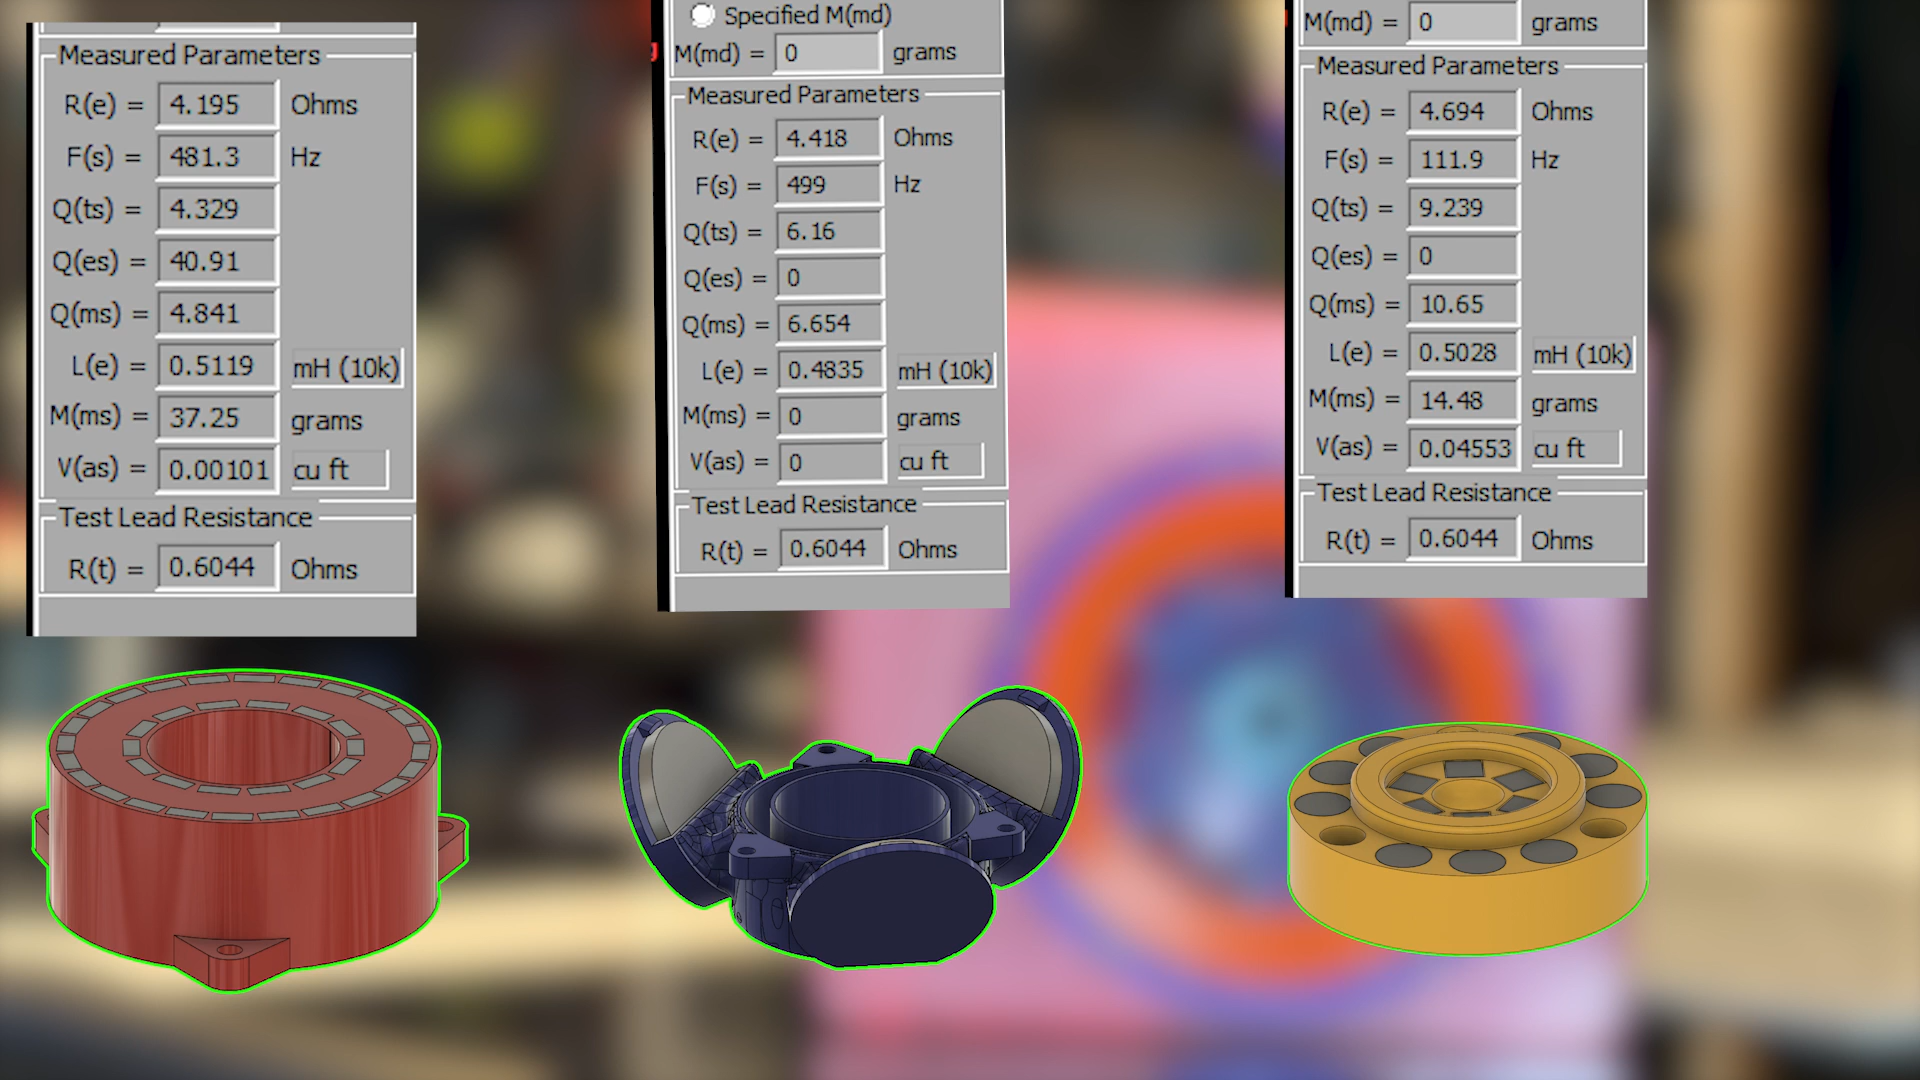 Measured Parameters
R(e) = 4.195 Ohms
F(s) = 481.3 Hz
Q(ts) = 4.329
Q(es) = 40.91
Q(ms) = 4.841
L(e) = 0.5119 mH (10k)
M(ms) = 37.25 grams
V(as) = 0.00101 cu ft
Test Lead Resistance
R(t) = 0.6044 Ohms
Specified M(md)
M(md) = 0 grams
Measured Parameters
R(e) = 4.418 Ohms
F(s) = 499 Hz
Q(ts) = 6.16
Q(es) = 0
Q(ms) = 6.654
L(e) = 0.4835 mH (10k)
M(ms) = 0 grams
V(as) = 0 cu ft
Test Lead Resistance
R(t) = 0.6044 Ohms
M(md) = 0 grams
Measured Parameters
R(e) = 4.694 Ohms
F(s) = 111.9 Hz
Q(ts) = 9.239
Q(es) = 0
Q(ms) = 10.65
L(e) = 0.5028 mH (10k)
M(ms) = 14.48 grams
V(as) = 0.04553 cu ft
Test Lead Resistance
R(t) = 0.6044 Ohms